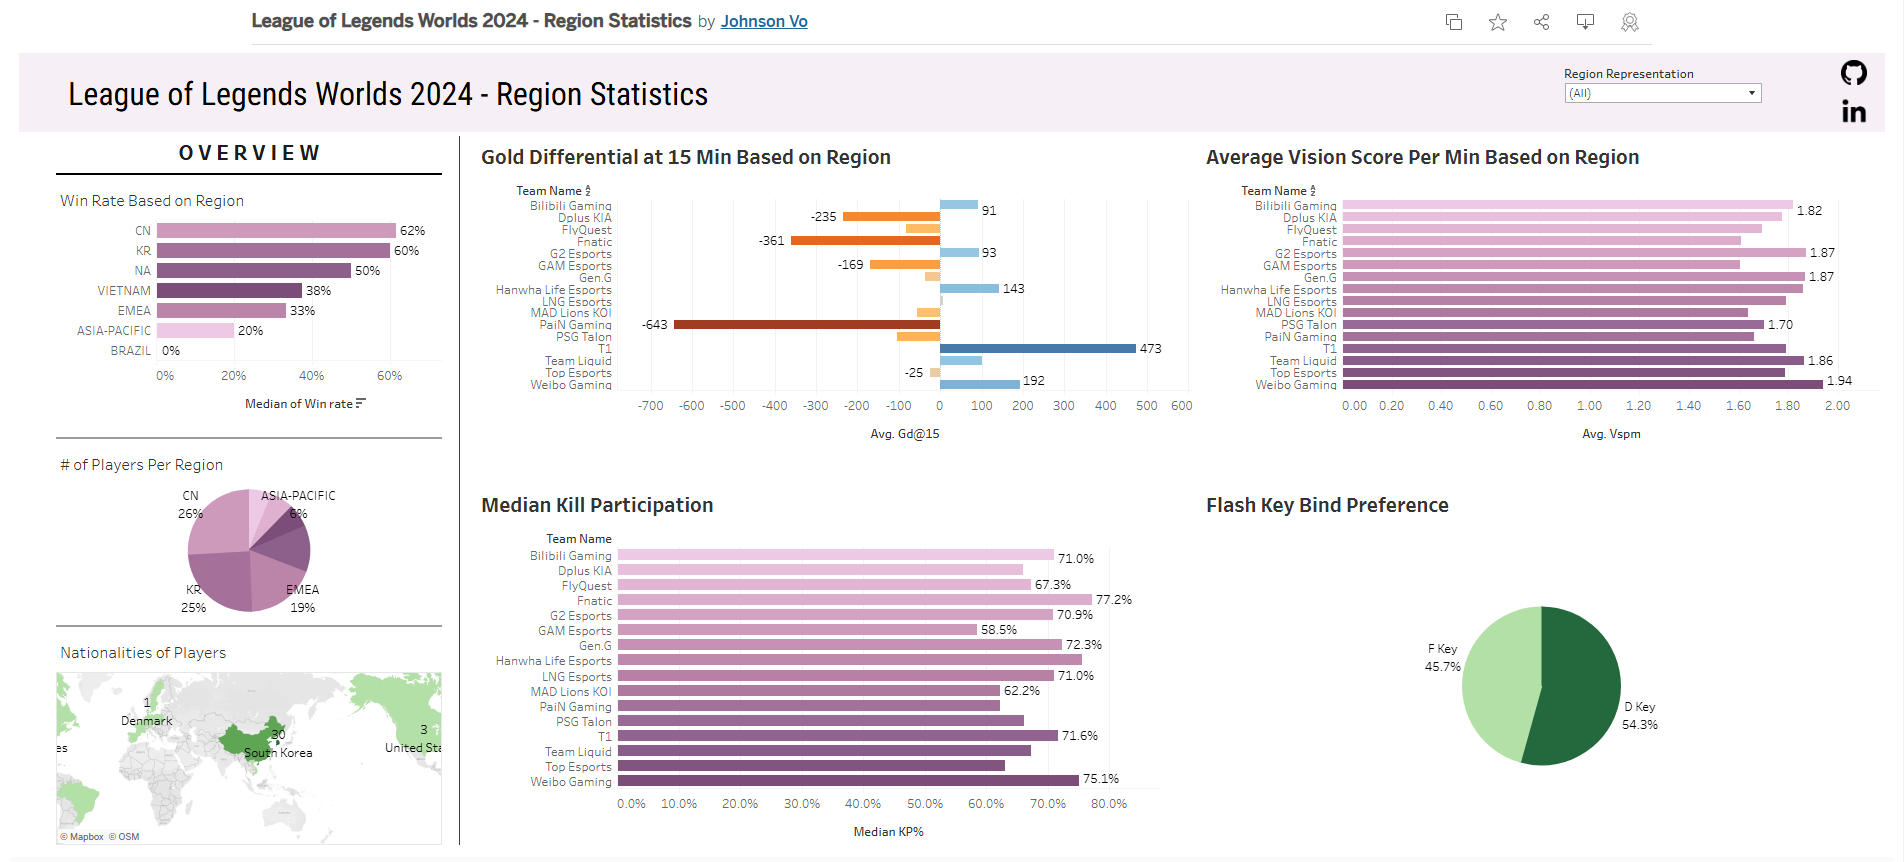 League of Legends Worlds 2024 - Region Statistics by Johnson Vo
League of Legends Worlds 2024 - Region Statistics
Region Representation
(All)
in
OVERVIEW
Win Rate Based on Region
CN 62%
KR 60%
NA 50%
VIETNAM 38%
EMEA 33%
ASIA-PACIFIC 20%
BRAZIL 0%
0% 20% 40% 60%
Median of Win rate
# of Players Per Region
CN
26%
ASIA-PACIFIC
6%
KR
25%
EMEA
19%
Nationalities of Players
1
Denmark
30
South Korea
3
United Sta
es
© Mapbox © OSM
Gold Differential at 15 Min Based on Region
Team Name
Bilibili Gaming 91
Dplus KIA -235
FlyQuest
Fnatic -361
G2 Esports 93
GAM Esports -169
Gen.G
Hanwha Life Esports 143
LNG Esports
MAD Lions KOI
PaiN Gaming -643
PSG Talon
T1 473
Team Liquid
Top Esports -25
Weibo Gaming 192
-700 -600 -500 -400 -300 -200 -100 0 100 200 300 400 500 600
Avg. Gd@15
Average Vision Score Per Min Based on Region
Team Name
Bilibili Gaming 1.82
Dplus KIA
FlyQuest
Fnatic
G2 Esports 1.87
GAM Esports
Gen.G 1.87
Hanwha Life Esports
LNG Esports
MAD Lions KOI
PSG Talon 1.70
PaiN Gaming
T1
Team Liquid 1.86
Top Esports
Weibo Gaming 1.94
0.00 0.20 0.40 0.60 0.80 1.00 1.20 1.40 1.60 1.80 2.00
Avg. Vspm
Median Kill Participation
Team Name
Bilibili Gaming 71.0%
Dplus KIA
FlyQuest 67.3%
Fnatic 77.2%
G2 Esports 70.9%
GAM Esports 58.5%
Gen.G 72.3%
Hanwha Life Esports
LNG Esports 71.0%
MAD Lions KOI 62.2%
PaiN Gaming
PSG Talon
T1 71.6%
Team Liquid
Top Esports
Weibo Gaming 75.1%
0.0% 10.0% 20.0% 30.0% 40.0% 50.0% 60.0% 70.0% 80.0%
Median KP%
Flash Key Bind Preference
F Key
45.7%
D Key
54.3%